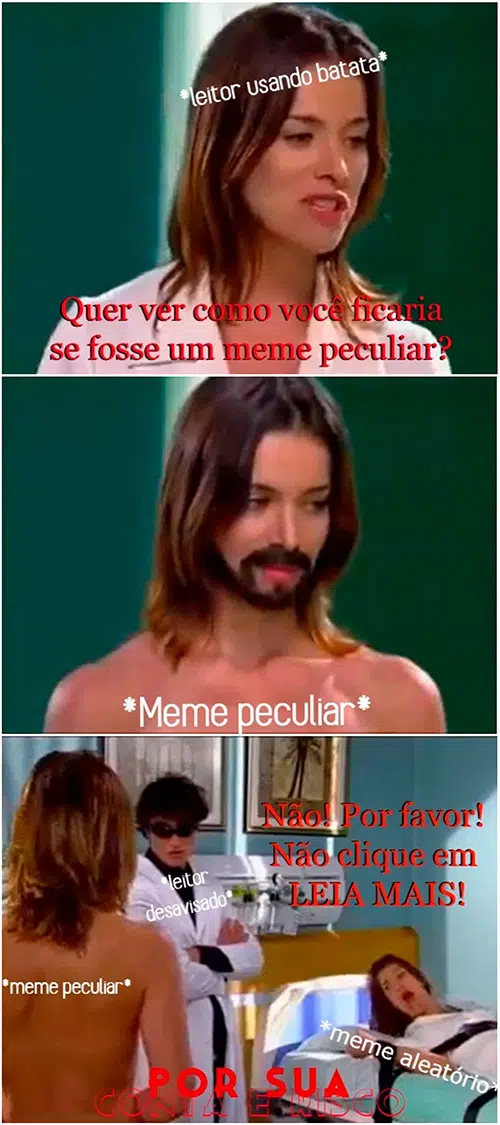 *leitor usando batata*
Quer ver como você ficaria
se fosse um meme peculiar?
*Meme peculiar*
Não! Por favor!
Não clique em
LEIA MAIS!
*leitor
desavisado*
*meme peculiar*
*meme aleatório*
POR SUA
CONTA E RISCO